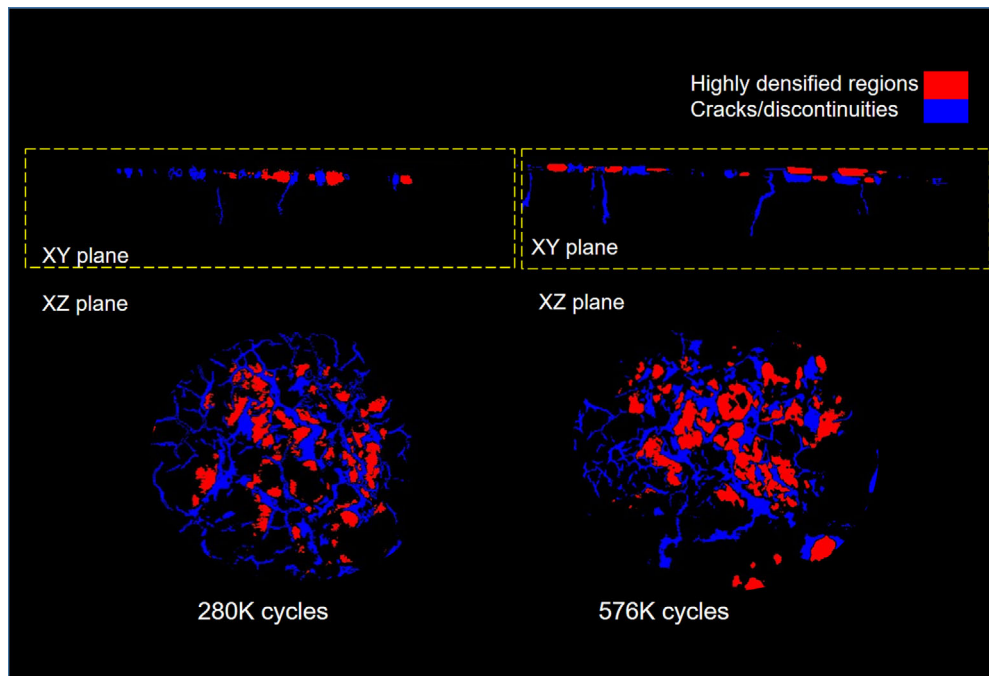 Highly densified regions
Cracks/discontinuities
XY plane
XY plane
XZ plane
XZ plane
280K cycles
576K cycles